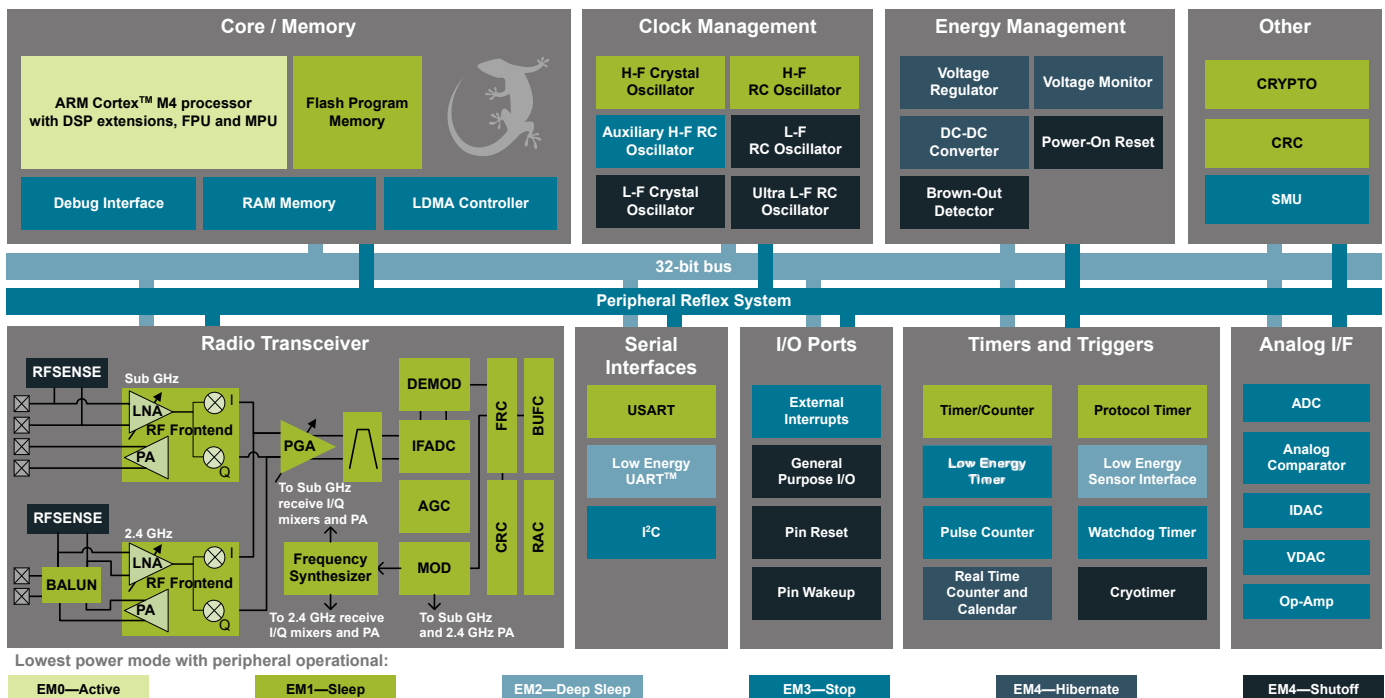 Core / Memory
ARM Cortex™ M4 processor
with DSP extensions, FPU and MPU
Flash Program
Memory
Debug Interface
RAM Memory
LDMA Controller
Clock Management
H-F Crystal
Oscillator
H-F
RC Oscillator
Auxiliary H-F RC
Oscillator
L-F
RC Oscillator
L-F Crystal
Oscillator
Ultra L-F RC
Oscillator
Energy Management
Voltage
Regulator
Voltage Monitor
DC-DC
Converter
Power-On Reset
Brown-Out
Detector
Other
CRYPTO
CRC
SMU
32-bit bus
Peripheral Reflex System
Radio Transceiver
RFSENSE
Sub GHz
LNA
RF Frontend
PA
I
Q
RFSENSE
2.4 GHz
LNA
RF Frontend
PA
I
Q
BALUN
PGA
To Sub GHz
receive I/Q
mixers and PA
Frequency
Synthesizer
To 2.4 GHz receive
I/Q mixers and PA
DEMOD
IFADC
AGC
MOD
To Sub GHz
and 2.4 GHz PA
FRC
BUFC
CRC
RAC
Serial
Interfaces
USART
Low Energy
UART™
I²C
I/O Ports
External
Interrupts
General
Purpose I/O
Pin Reset
Pin Wakeup
Timers and Triggers
Timer/Counter
Protocol Timer
Low Energy
Timer
Low Energy
Sensor Interface
Pulse Counter
Watchdog Timer
Real Time
Counter and
Calendar
Cryotimer
Analog I/F
ADC
Analog
Comparator
IDAC
VDAC
Op-Amp
Lowest power mode with peripheral operational:
EM0—Active
EM1—Sleep
EM2—Deep Sleep
EM3—Stop
EM4—Hibernate
EM4—Shutoff